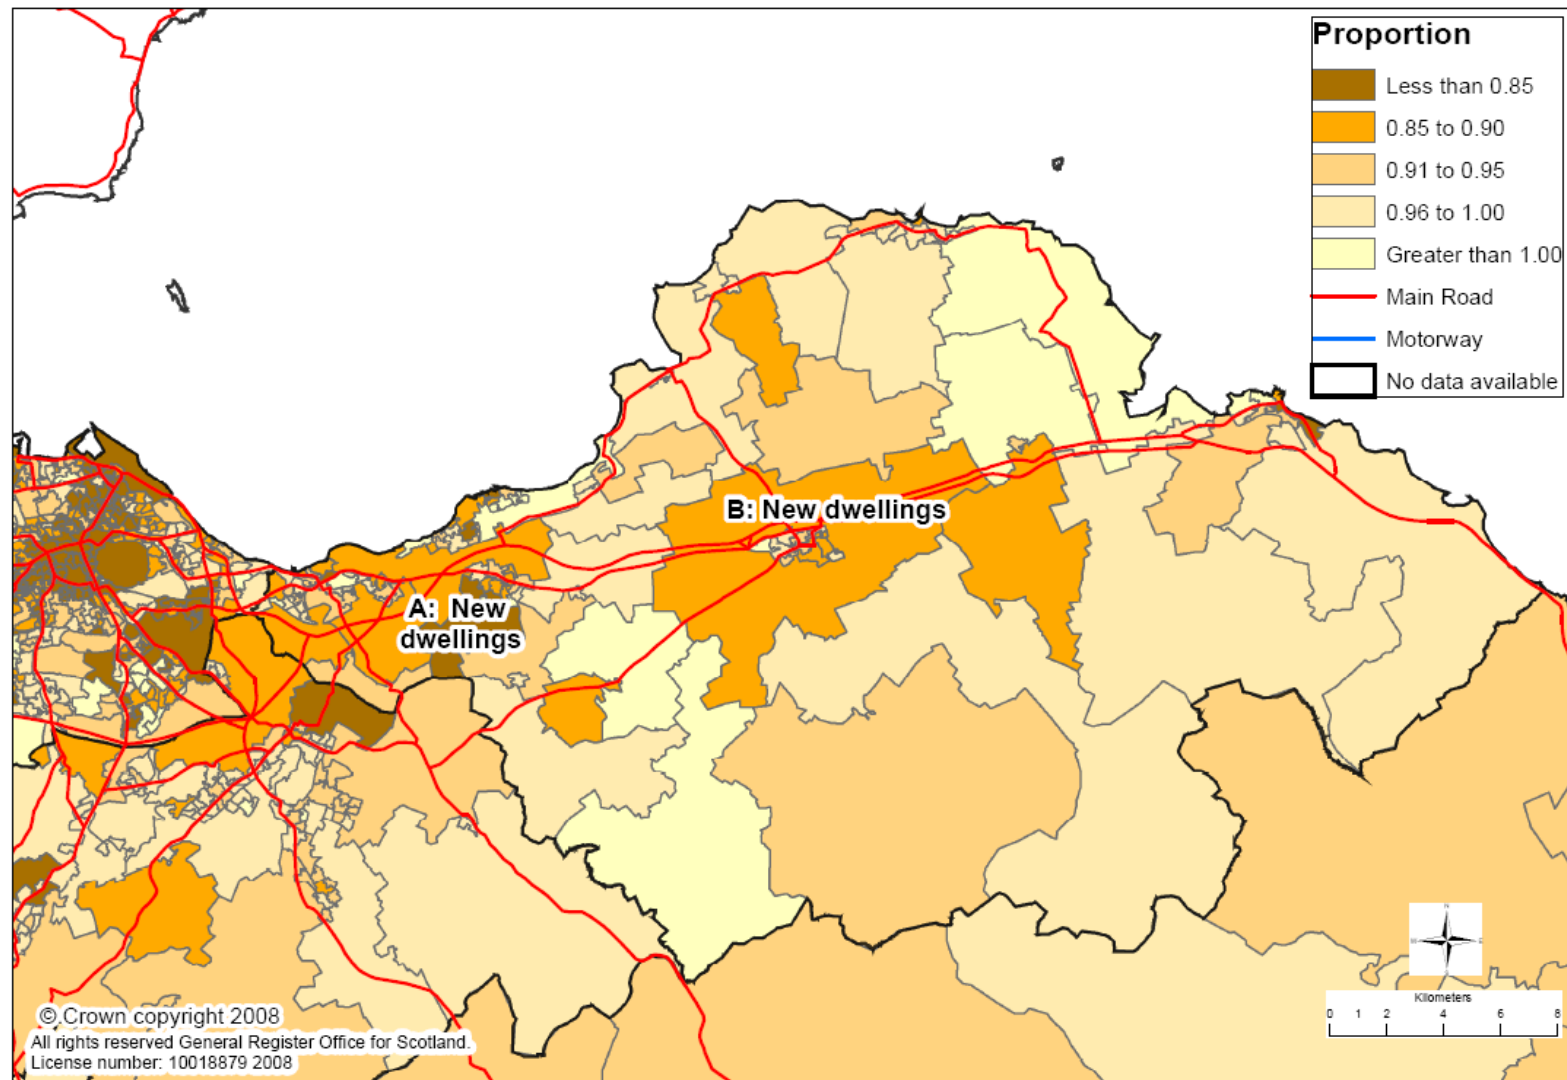 Proportion
Less than 0.85
0.85 to 0.90
0.91 to 0.95
0.96 to 1.00
Greater than 1.00
Main Road
Motorway
No data available
B: New dwellings
A: New
dwellings
Kilometers
0 1 2 4 6 8
© Crown copyright 2008
All rights reserved General Register Office for Scotland.
License number: 10018879 2008